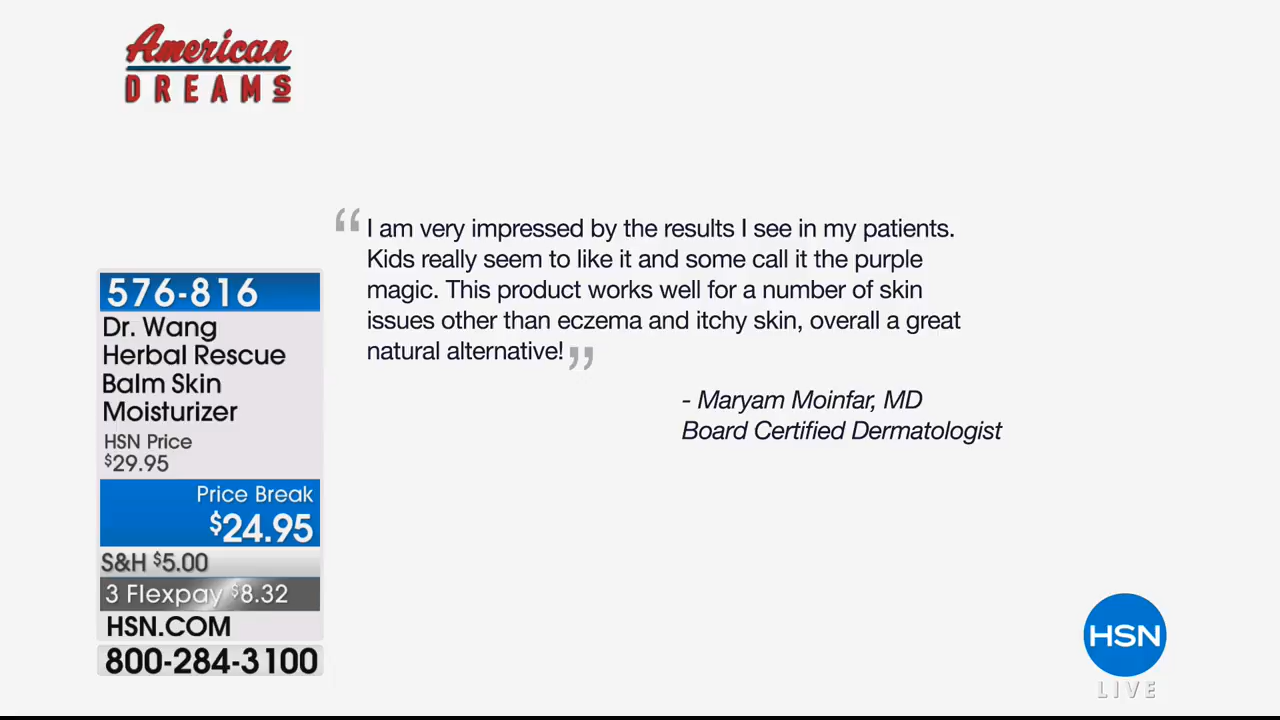 American
DREAMS
“I am very impressed by the results I see in my patients.
Kids really seem to like it and some call it the purple
magic. This product works well for a number of skin
issues other than eczema and itchy skin, overall a great
natural alternative!”
- Maryam Moinfar, MD
Board Certified Dermatologist
576-816
Dr. Wang
Herbal Rescue
Balm Skin
Moisturizer
HSN Price
$29.95
Price Break
$24.95
S&H $5.00
3 Flexpay $8.32
HSN.COM
800-284-3100
HSN
LIVE